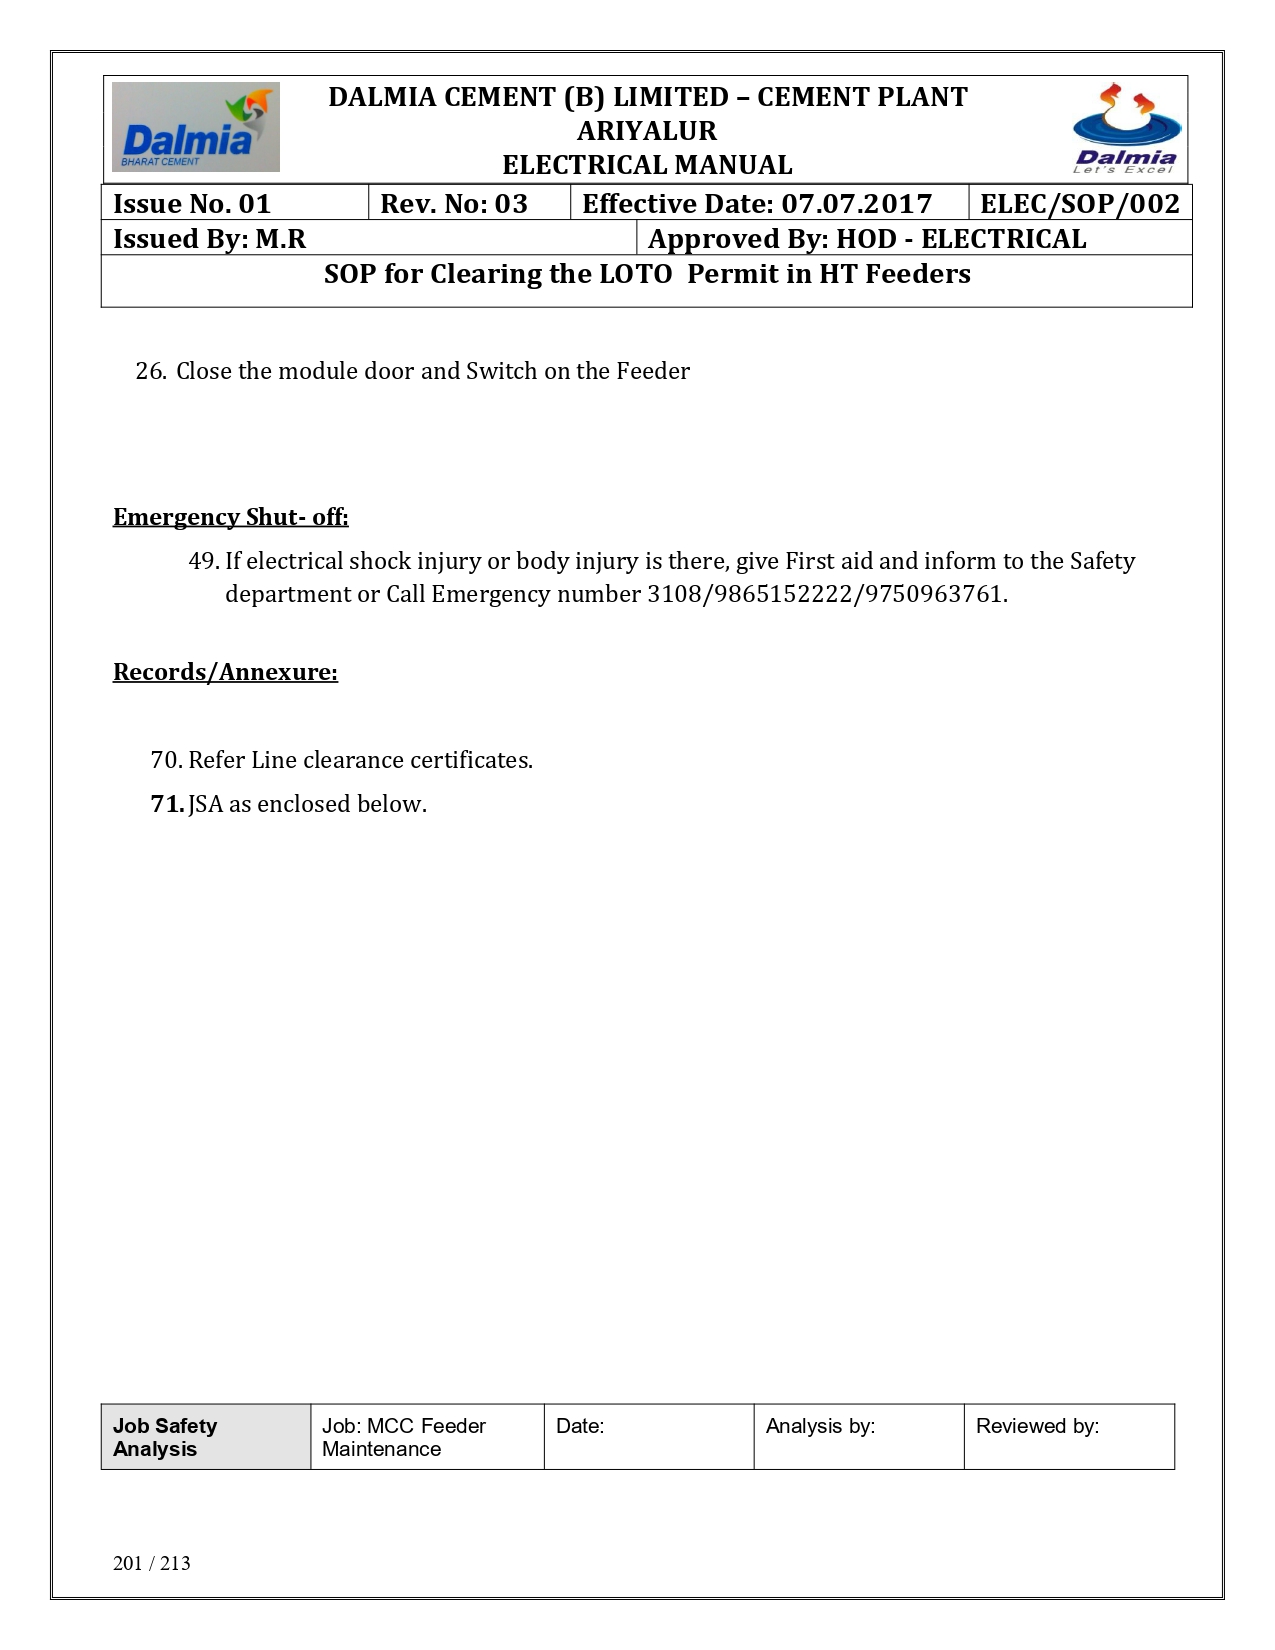 Dalmia
BHARAT CEMENT
DALMIA CEMENT (B) LIMITED – CEMENT PLANT
ARIYALUR
ELECTRICAL MANUAL
Dalmia
Let's Excel
Issue No. 01 Rev. No: 03 Effective Date: 07.07.2017 ELEC/SOP/002
Issued By: M.R Approved By: HOD - ELECTRICAL
SOP for Clearing the LOTO Permit in HT Feeders
26. Close the module door and Switch on the Feeder
Emergency Shut- off:
49. If electrical shock injury or body injury is there, give First aid and inform to the Safety
department or Call Emergency number 3108/9865152222/9750963761.
Records/Annexure:
70. Refer Line clearance certificates.
71. JSA as enclosed below.
Job Safety Job: MCC Feeder Date: Analysis by: Reviewed by:
Analysis Maintenance
201 / 213